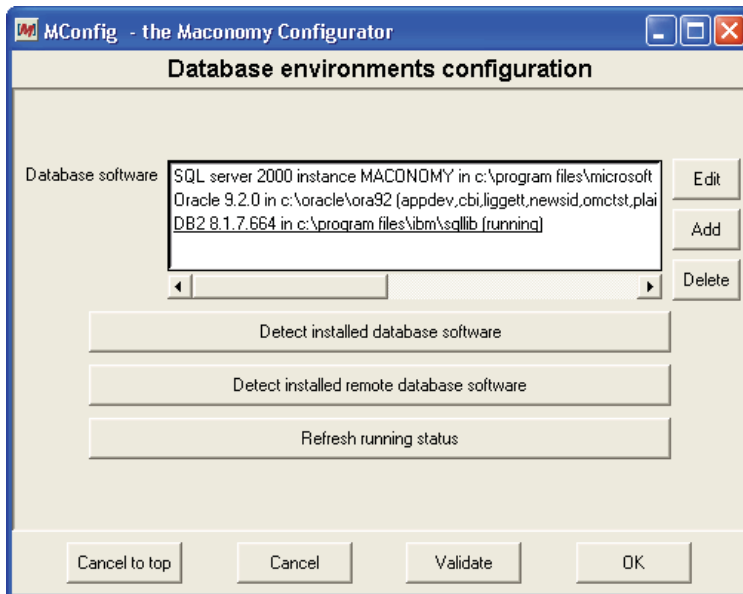 MConfig - the Maconomy Configurator
Database environments configuration
Database software
SQL server 2000 instance MACONOMY in c:\program files\microsoft
Oracle 9.2.0 in c:\oracle\ora92 (appdev,cbi,liggett,newsid,omctst,plai
DB2 8.1.7.664 in c:\program files\ibm\sqllib (running)
Edit
Add
Delete
Detect installed database software
Detect installed remote database software
Refresh running status
Cancel to top Cancel Validate OK